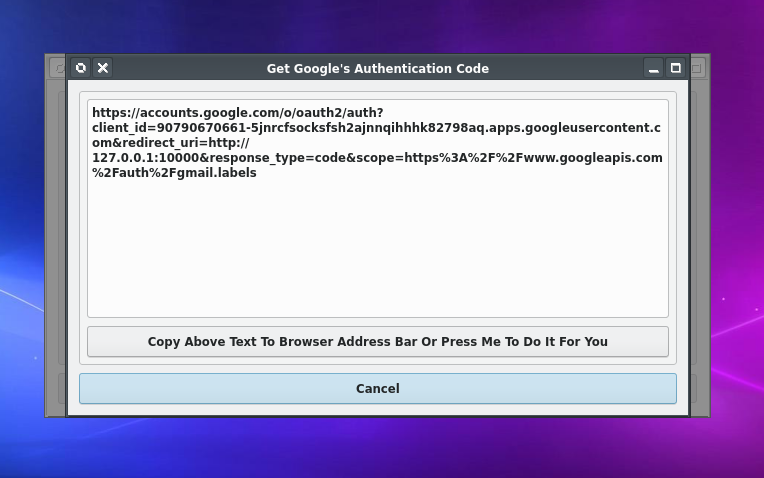 Get Google's Authentication Code
https://accounts.google.com/o/oauth2/auth?
client_id=90790670661-5jnrcfsocksfsh2ajnnqihhhk82798aq.apps.googleusercontent.c
om&redirect_uri=http://
127.0.0.1:10000&response_type=code&scope=https%3A%2F%2Fwww.googleapis.com
%2Fauth%2Fgmail.labels
Copy Above Text To Browser Address Bar Or Press Me To Do It For You
Cancel